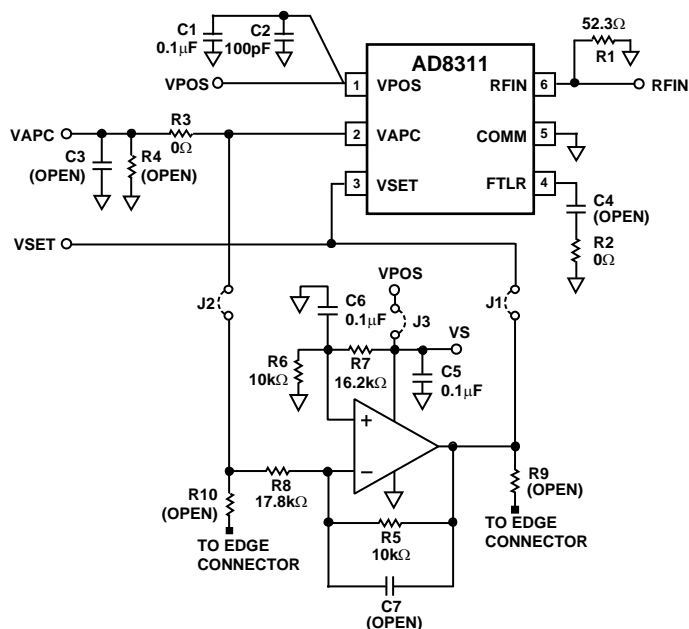 C1
0.1μF
C2
100pF
VPOS
AD8311
1
VPOS
2
VAPC
3
VSET
RFIN
6
COMM
5
FTLR
4
52.3Ω
R1
RFIN
VAPC
R3
0Ω
C3
(OPEN)
R4
(OPEN)
VSET
C4
(OPEN)
R2
0Ω
J2
VPOS
J1
C6
0.1μF
J3
VS
R6
10kΩ
R7
16.2kΩ
C5
0.1μF
+
–
R8
17.8kΩ
R10
(OPEN)
TO EDGE
CONNECTOR
R9
(OPEN)
TO EDGE
CONNECTOR
R5
10kΩ
C7
(OPEN)